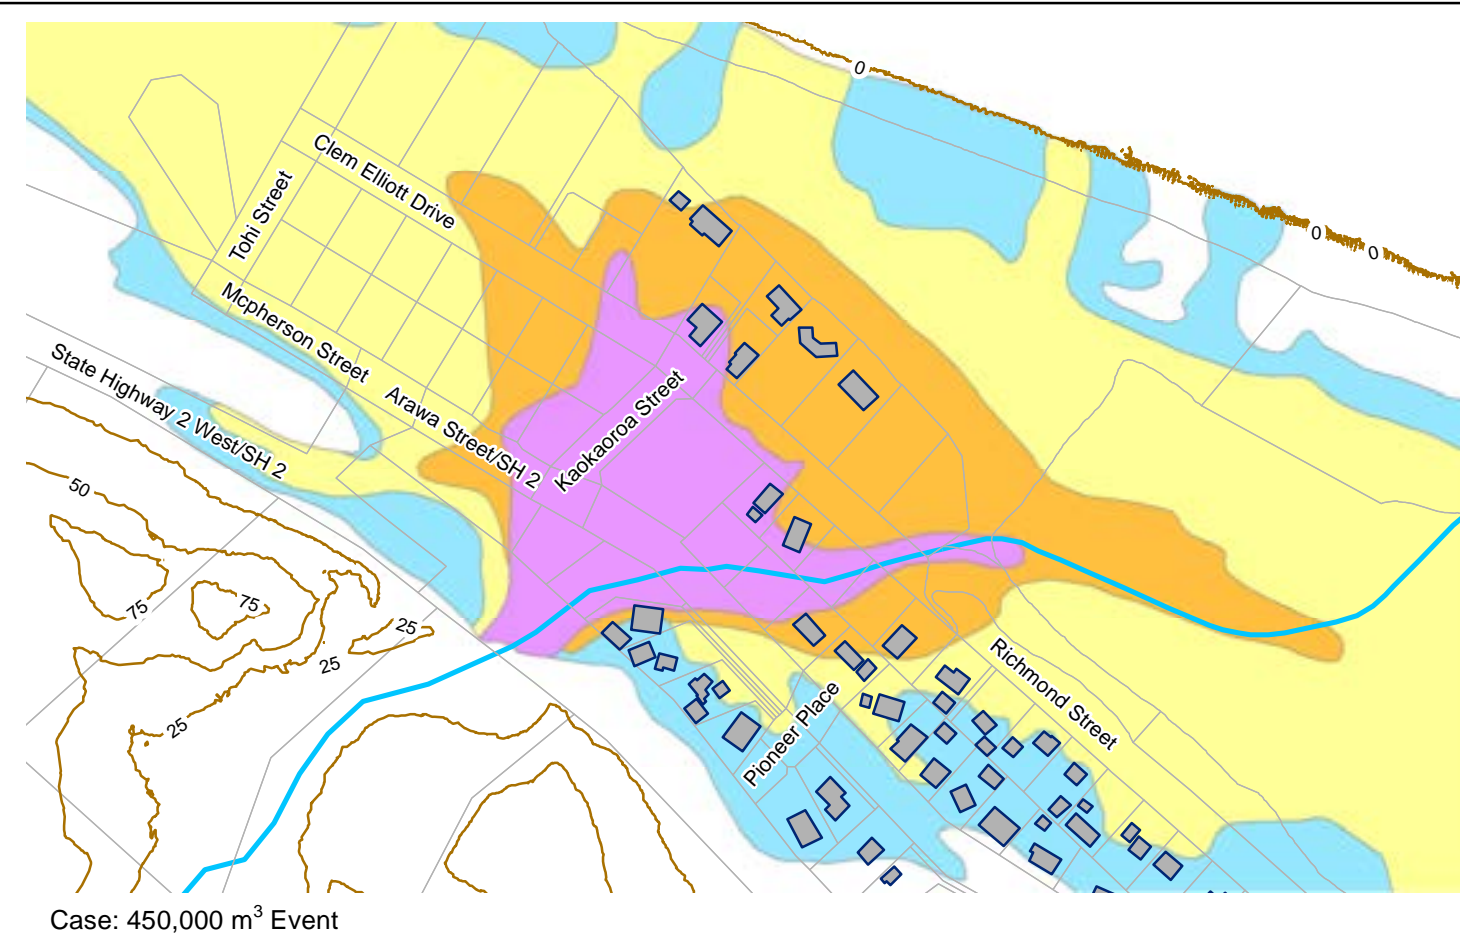 0
0
0
Clem Elliott Drive
Tohi Street
Mcpherson Street
State Highway 2 West/SH 2
Arawa Street/SH 2
Kaokaoroa Street
50
75
75
25
25
25
Richmond Street
Pioneer Place
Case: 450,000 m³ Event